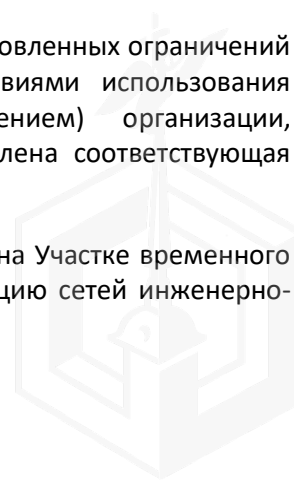 овленных ограничений
виями использования
ением) организации,
лена соответствующая
на Участке временного
цию сетей инженерно-